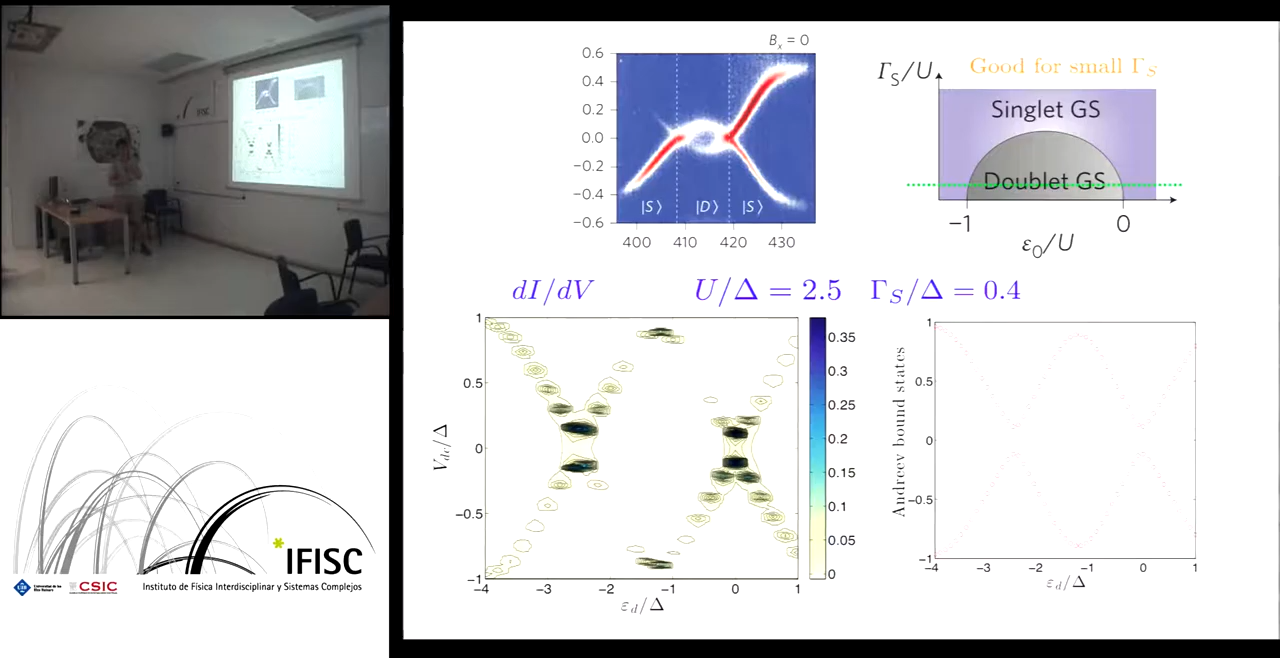 B_x = 0
0.6
0.4
0.2
0.0
−0.2
−0.4
−0.6
|S⟩ |D⟩ |S⟩
400 410 420 430
Γ_S/U
Good for small Γ_S
Singlet GS
Doublet GS
−1 0
ε_0/U
dI/dV U/Δ = 2.5 Γ_S/Δ = 0.4
V_dc/Δ
1
0.5
0
−0.5
−1
−4 −3 −2 −1 0 1
ε_d/Δ
0.35
0.3
0.25
0.2
0.15
0.1
0.05
0
Andreev bound states
1
0.5
0
−0.5
−1
−4 −3 −2 −1 0 1
ε_d/Δ
IFISC
CSIC
Instituto de Física Interdisciplinar y Sistemas Complejos